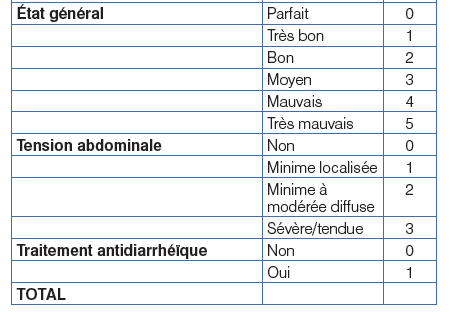 État général Parfait 0
Très bon 1
Bon 2
Moyen 3
Mauvais 4
Très mauvais 5
Tension abdominale Non 0
Minime localisée 1
Minime à 2
modérée diffuse
Sévère/tendue 3
Traitement antidiarrhéïque Non 0
Oui 1
TOTAL